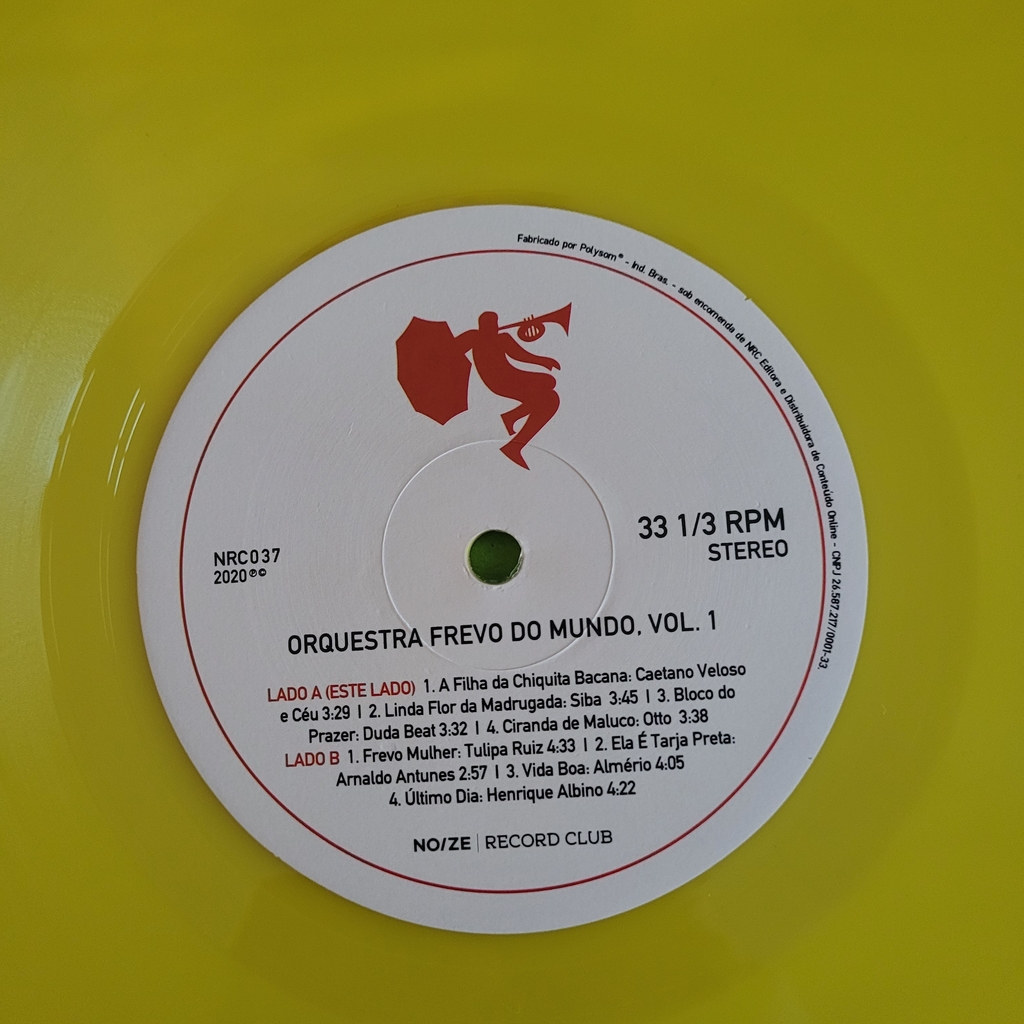 Fabricado por Polysom® - Ind. Bras. - sob encomenda de NRC Editora e Distribuidora de Conteúdo Online - CNPJ 26.587.217/0001-33.
33 1/3 RPM
STEREO
NRC037
2020℗©
ORQUESTRA FREVO DO MUNDO, VOL. 1
LADO A (ESTE LADO) 1. A Filha da Chiquita Bacana: Caetano Veloso
e Céu 3:29 | 2. Linda Flor da Madrugada: Siba 3:45 | 3. Bloco do
Prazer: Duda Beat 3:32 | 4. Ciranda de Maluco: Otto 3:38
LADO B 1. Frevo Mulher: Tulipa Ruiz 4:33 | 2. Ela É Tarja Preta:
Arnaldo Antunes 2:57 | 3. Vida Boa: Almério 4:05
4. Último Dia: Henrique Albino 4:22
NO/ZE | RECORD CLUB